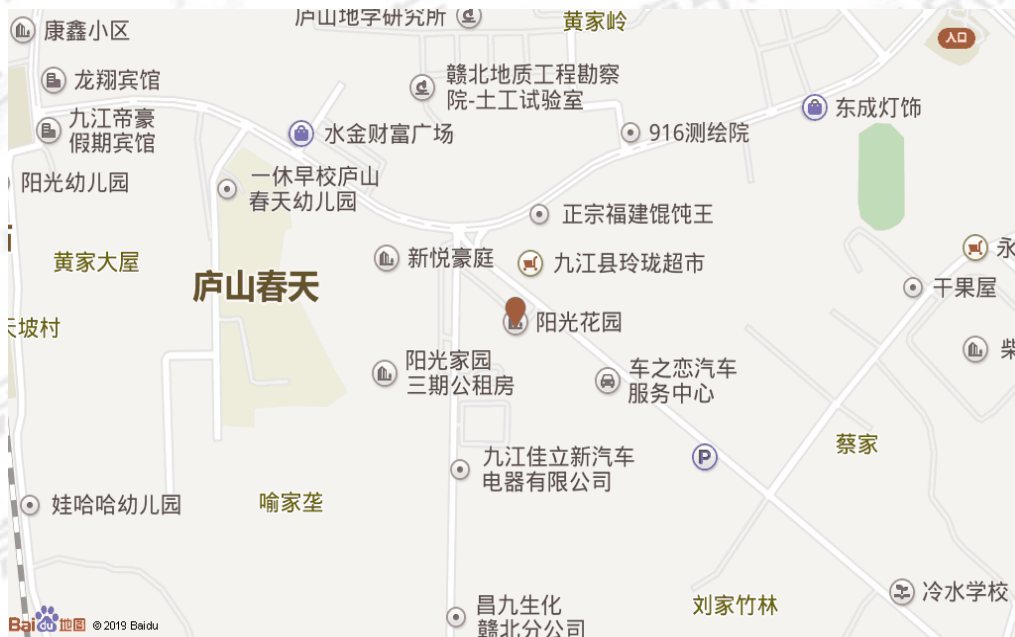 庐山地学研究所
黄家岭
康鑫小区
入口
龙翔宾馆
赣北地质工程勘察
院-土工试验室
东成灯饰
九江帝豪
假期宾馆
水金财富广场
916测绘院
阳光幼儿园
一休早校庐山
春天幼儿园
正宗福建馄饨王
黄家大屋
新悦豪庭
九江县玲珑超市
永
庐山春天
干果屋
天坡村
阳光花园
柴
阳光家园
三期公租房
车之恋汽车
服务中心
蔡家
九江佳立新汽车
电器有限公司
P
娃哈哈幼儿园
喻家垄
冷水学校
昌九生化
赣北分公司
刘家竹林
Bai du 地图 © 2019 Baidu